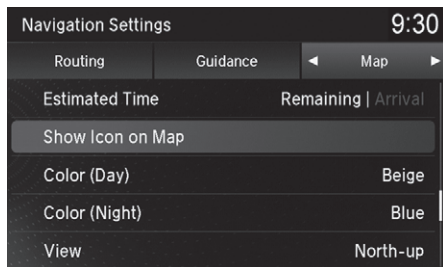 Navigation Settings 9:30
Routing Guidance ◄ Map ►
Estimated Time Remaining | Arrival
Show Icon on Map
Color (Day) Beige
Color (Night) Blue
View North-up